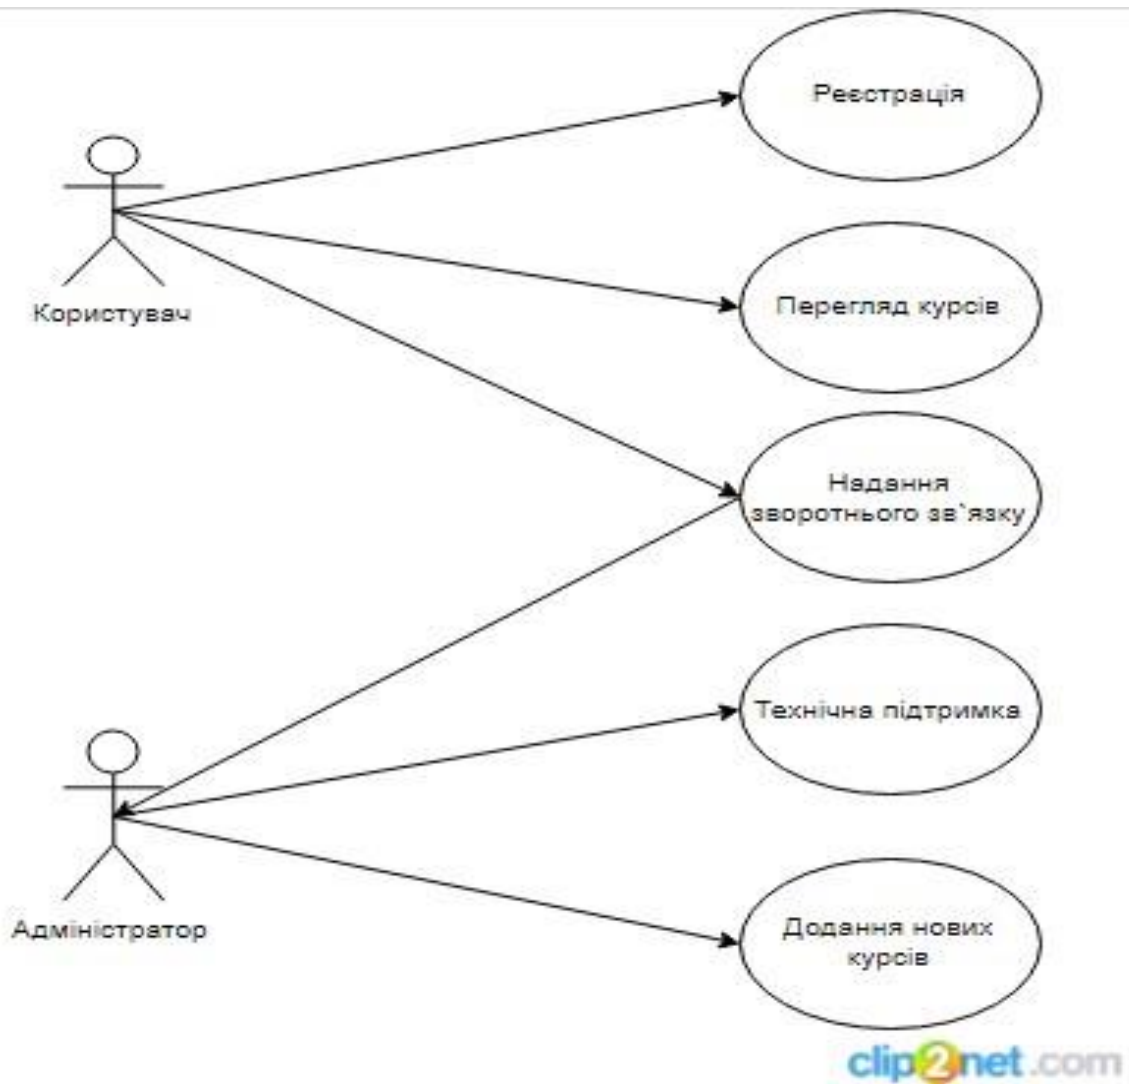 Реєстрація
Користувач
Перегляд курсів
Надання
зворотнього зв`язку
Технічна підтримка
Адміністратор
Додання нових
курсів
clip2net.com